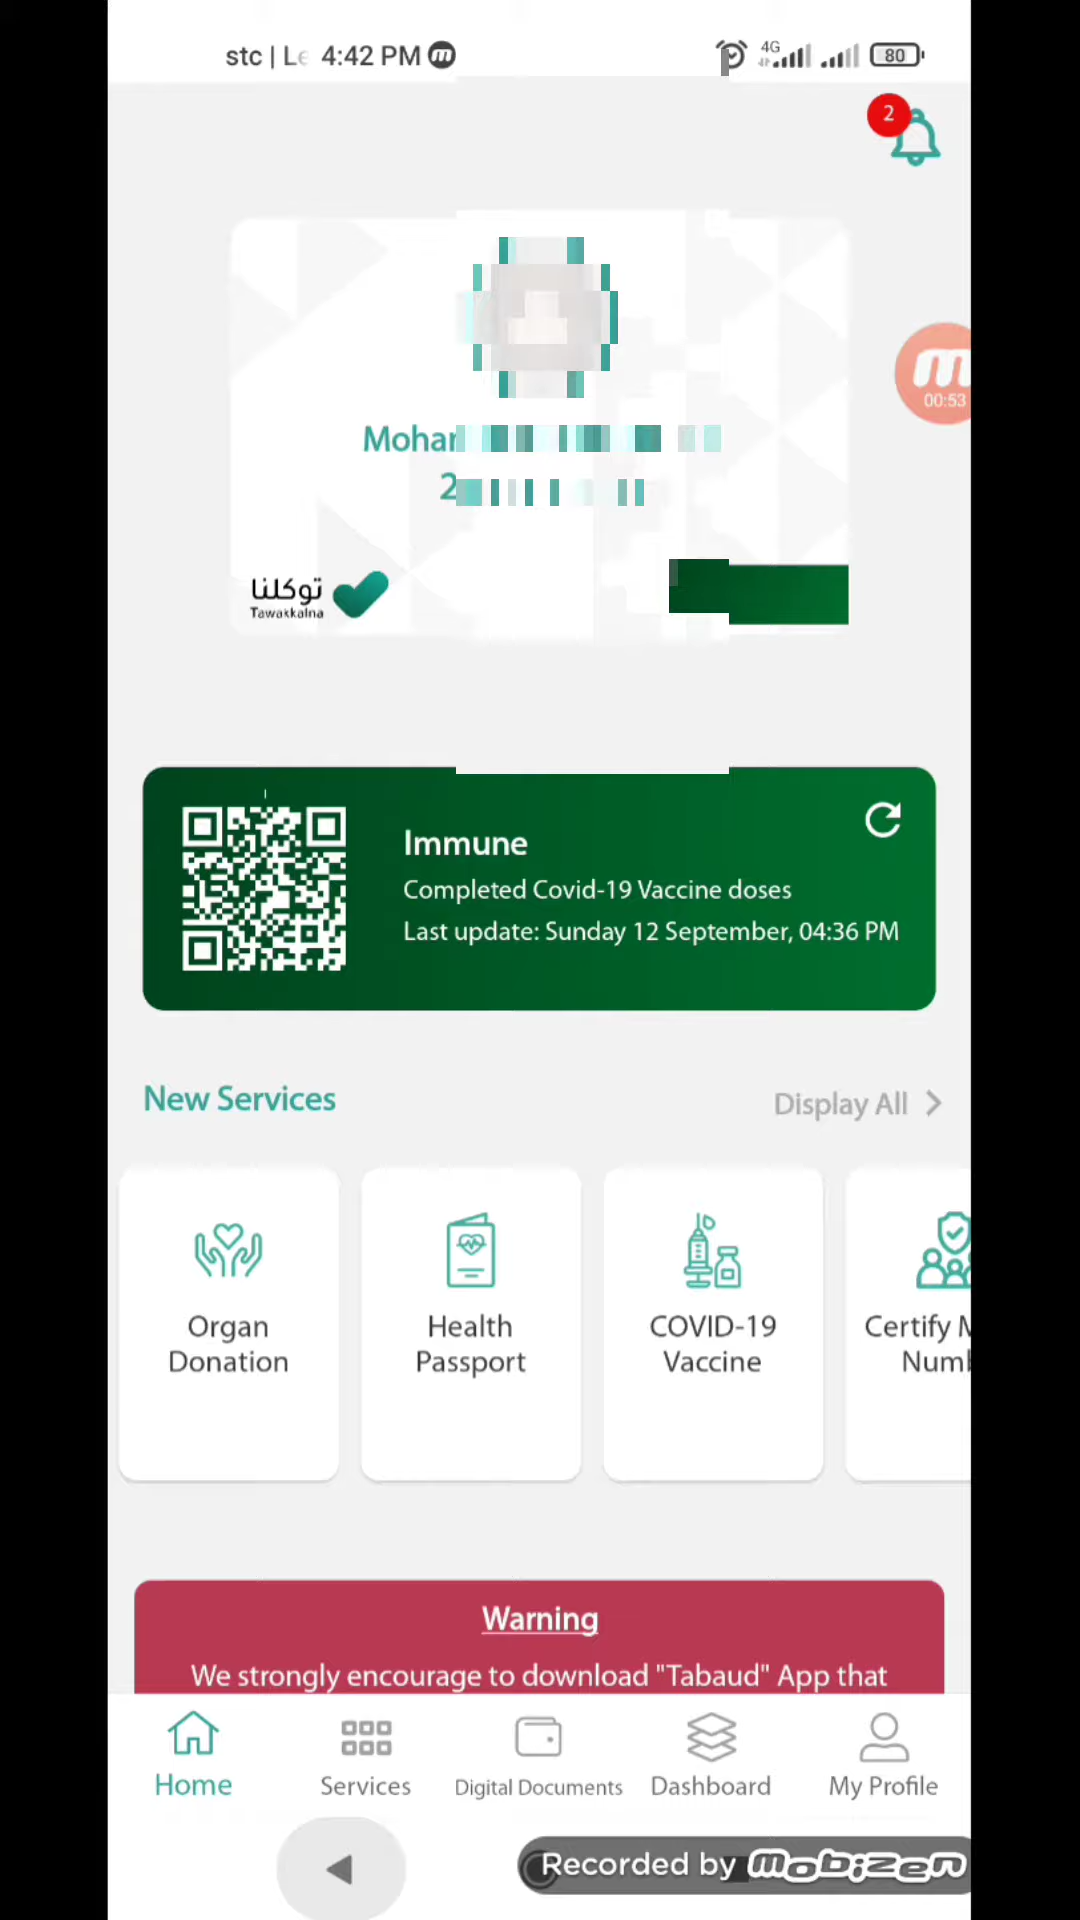 stc | Le 4:42 PM
4G
80
2
00:53
Mohar
2
توكلنا
Tawakkalna
Immune
Completed Covid-19 Vaccine doses
Last update: Sunday 12 September, 04:36 PM
New Services
Display All
Organ
Donation
Health
Passport
COVID-19
Vaccine
Certify M
Numb
Warning
We strongly encourage to download "Tabaud" App that
Home
Services
Digital Documents
Dashboard
My Profile
Recorded by mobizen